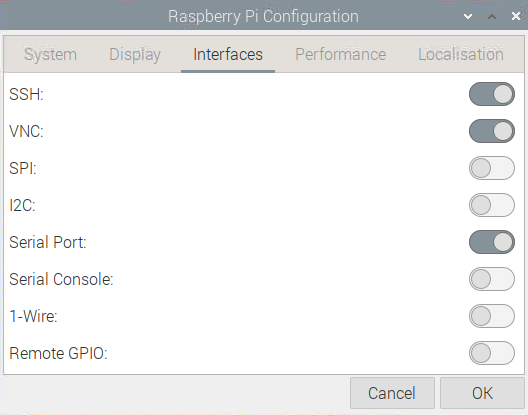 Raspberry Pi Configuration
System Display Interfaces Performance Localisation
SSH:
VNC:
SPI:
I2C:
Serial Port:
Serial Console:
1-Wire:
Remote GPIO:
Cancel OK